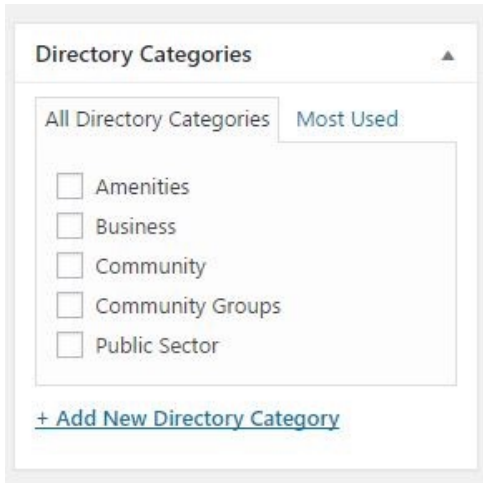 Directory Categories
All Directory Categories Most Used
Amenities
Business
Community
Community Groups
Public Sector
+ Add New Directory Category